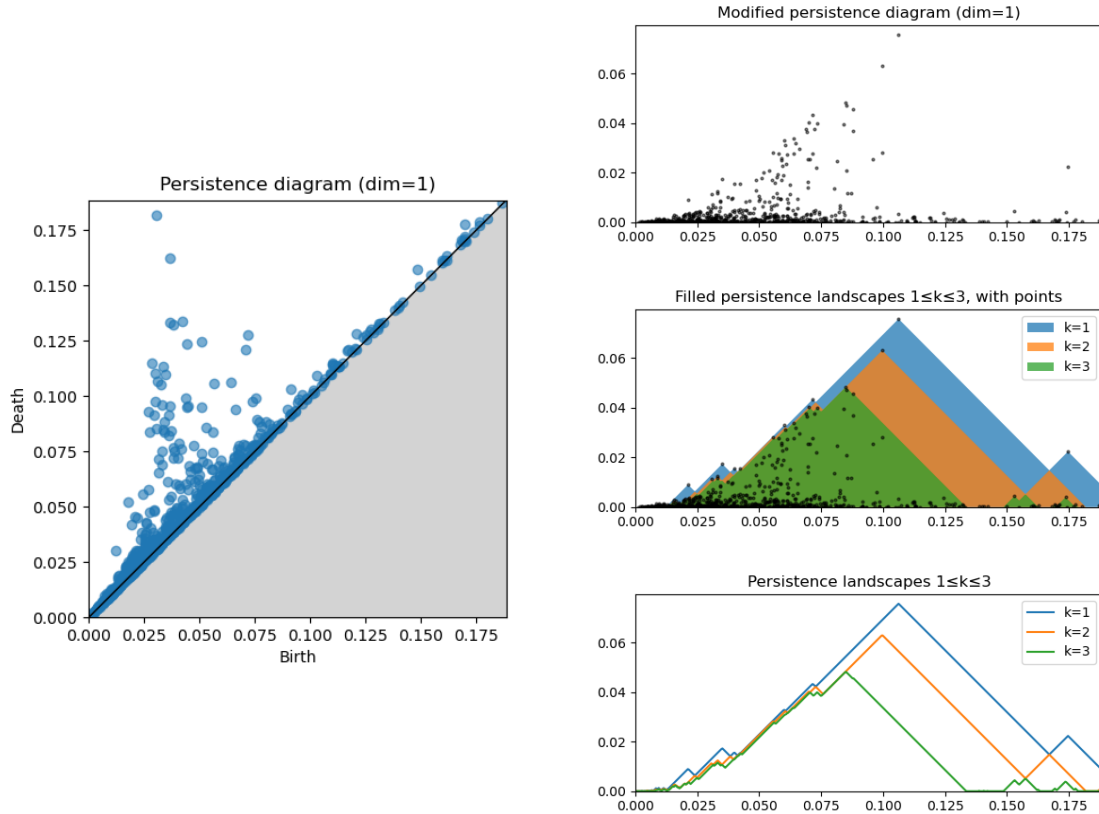 Persistence diagram (dim=1)
0.175
0.150
0.125
0.100
0.075
0.050
0.025
0.000
Death
0.000 0.025 0.050 0.075 0.100 0.125 0.150 0.175
Birth
Modified persistence diagram (dim=1)
0.06
0.04
0.02
0.00
0.000 0.025 0.050 0.075 0.100 0.125 0.150 0.175
Filled persistence landscapes 1≤k≤3, with points
k=1
k=2
k=3
0.06
0.04
0.02
0.00
0.000 0.025 0.050 0.075 0.100 0.125 0.150 0.175
Persistence landscapes 1≤k≤3
k=1
k=2
k=3
0.06
0.04
0.02
0.00
0.000 0.025 0.050 0.075 0.100 0.125 0.150 0.175